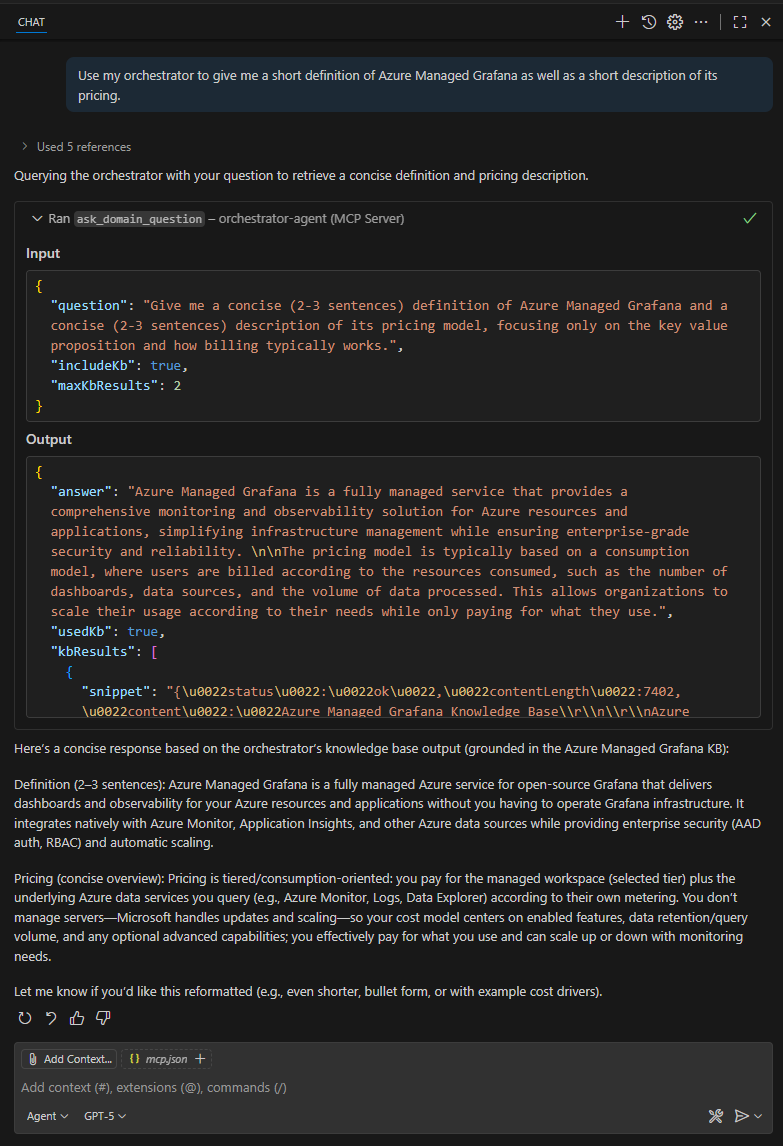 CHAT
Use my orchestrator to give me a short definition of Azure Managed Grafana as well as a short description of its
pricing.
Used 5 references
Querying the orchestrator with your question to retrieve a concise definition and pricing description.
Ran ask_domain_question – orchestrator-agent (MCP Server)
Input
{
"question": "Give me a concise (2-3 sentences) definition of Azure Managed Grafana and a
concise (2-3 sentences) description of its pricing model, focusing only on the key value
proposition and how billing typically works.",
"includeKb": true,
"maxKbResults": 2
}
Output
{
"answer": "Azure Managed Grafana is a fully managed service that provides a
comprehensive monitoring and observability solution for Azure resources and
applications, simplifying infrastructure management while ensuring enterprise-grade
security and reliability. \n\nThe pricing model is typically based on a consumption
model, where users are billed according to the resources consumed, such as the number of
dashboards, data sources, and the volume of data processed. This allows organizations to
scale their usage according to their needs while only paying for what they use.",
"usedKb": true,
"kbResults": [
{
"snippet": "{\u0022status\u0022:\u0022ok\u0022,\u0022contentLength\u0022:7402,
\u0022content\u0022:\u0022Azure Managed Grafana Knowledge Base\\r\\n\\r\\nAzure
Here's a concise response based on the orchestrator's knowledge base output (grounded in the Azure Managed Grafana KB):
Definition (2–3 sentences): Azure Managed Grafana is a fully managed Azure service for open-source Grafana that delivers
dashboards and observability for your Azure resources and applications without you having to operate Grafana infrastructure. It
integrates natively with Azure Monitor, Application Insights, and other Azure data sources while providing enterprise security (AAD
auth, RBAC) and automatic scaling.
Pricing (concise overview): Pricing is tiered/consumption-oriented: you pay for the managed workspace (selected tier) plus the
underlying Azure data services you query (e.g., Azure Monitor, Logs, Data Explorer) according to their own metering. You don't
manage servers—Microsoft handles updates and scaling—so your cost model centers on enabled features, data retention/query
volume, and any optional advanced capabilities; you effectively pay for what you use and can scale up or down with monitoring
needs.
Let me know if you'd like this reformatted (e.g., even shorter, bullet form, or with example cost drivers).
Add Context... {} mcp.json +
Add context (#), extensions (@), commands (/)
Agent GPT-5